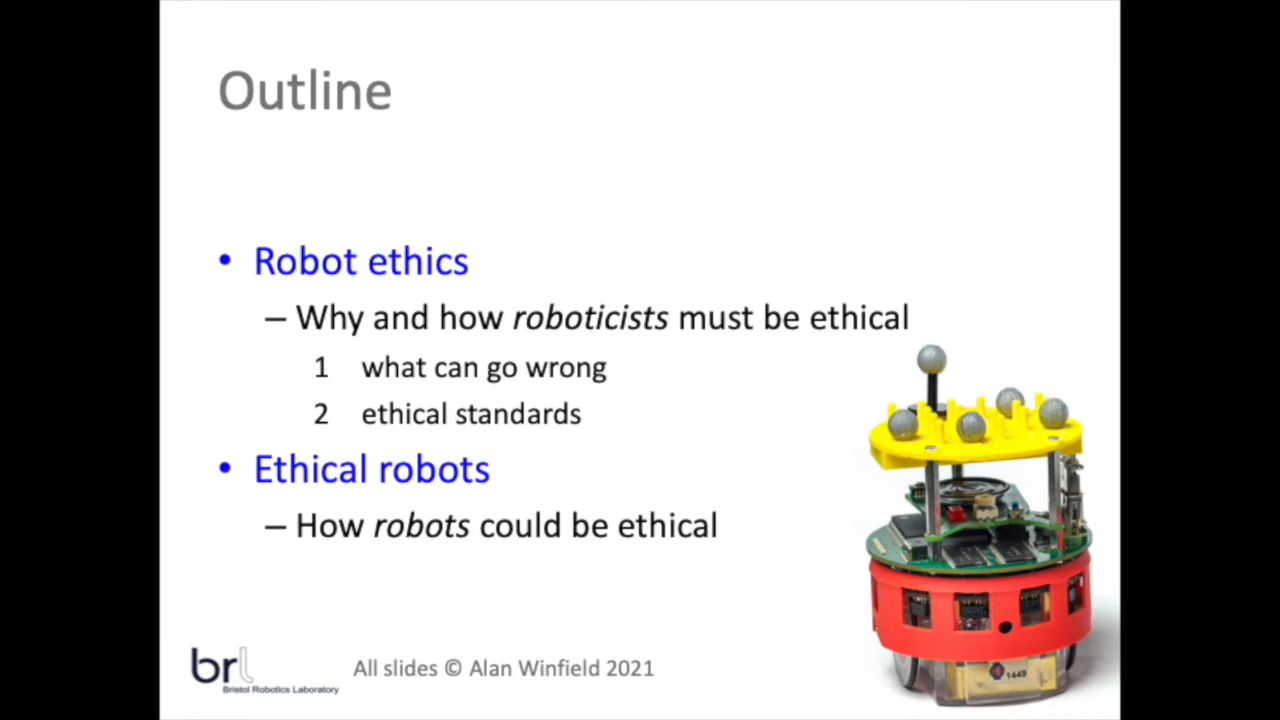 Outline
• Robot ethics
– Why and how roboticists must be ethical
1 what can go wrong
2 ethical standards
• Ethical robots
– How robots could be ethical
brl
Bristol Robotics Laboratory
All slides © Alan Winfield 2021
1449